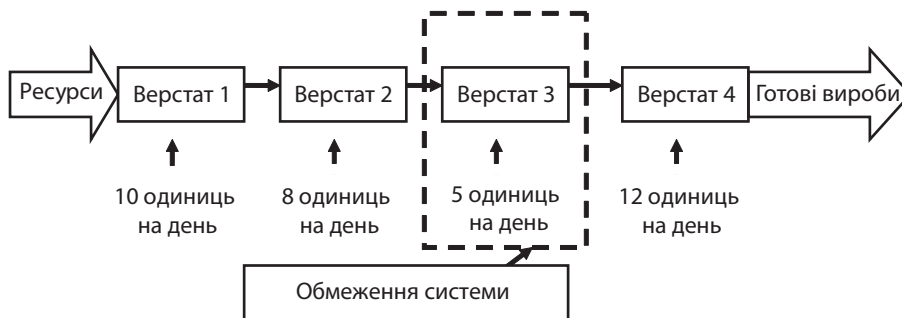 Ресурси
Верстат 1
Верстат 2
Верстат 3
Верстат 4
Готові вироби
10 одиниць
на день
8 одиниць
на день
5 одиниць
на день
12 одиниць
на день
Обмеження системи